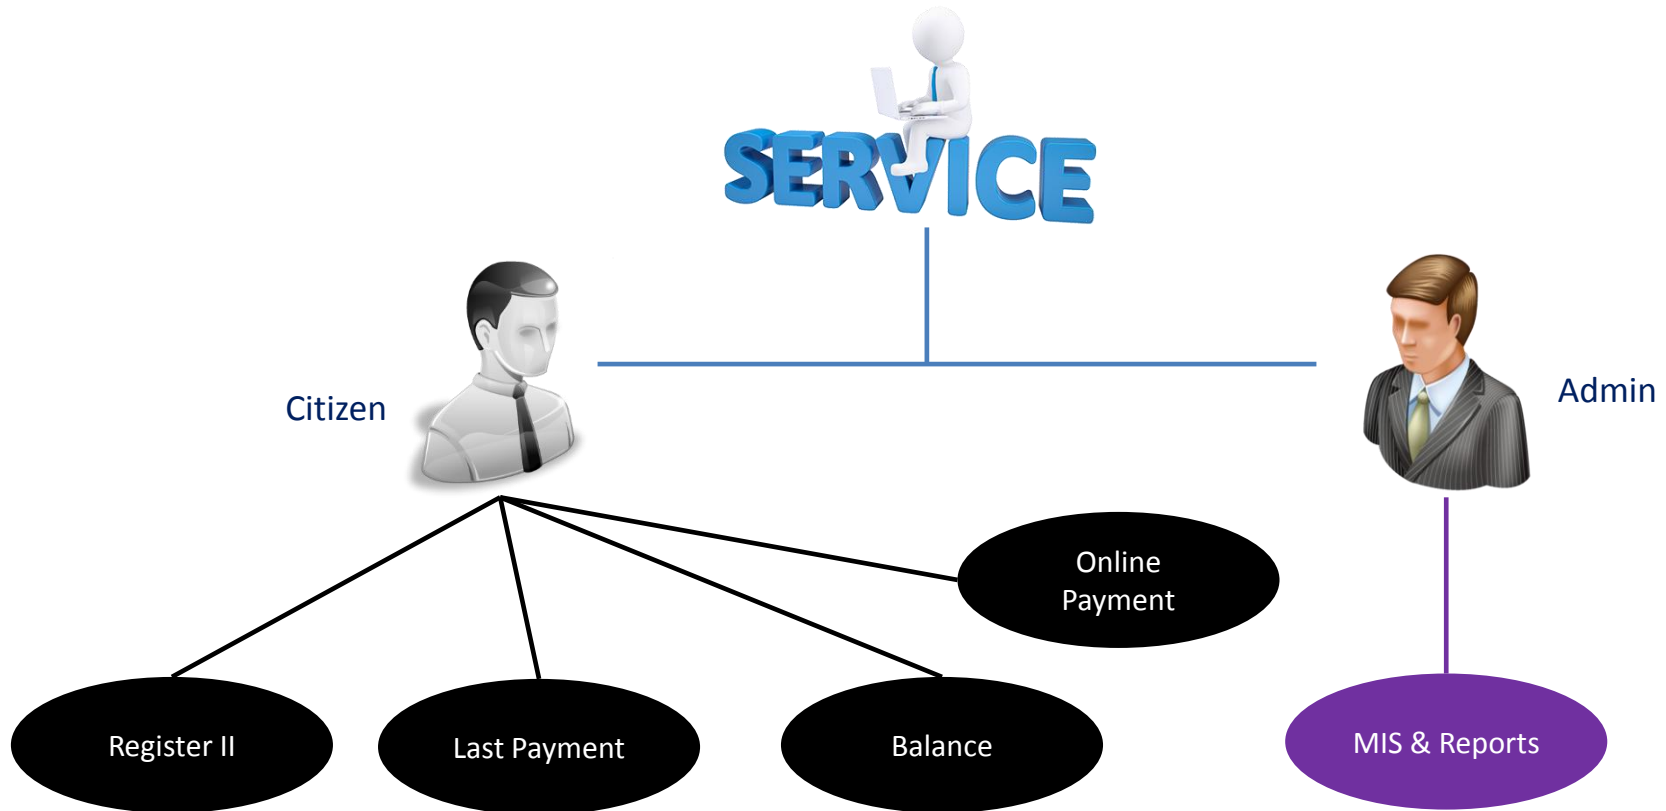 SERVICE
Citizen
Admin
Online
Payment
Register II
Last Payment
Balance
MIS & Reports